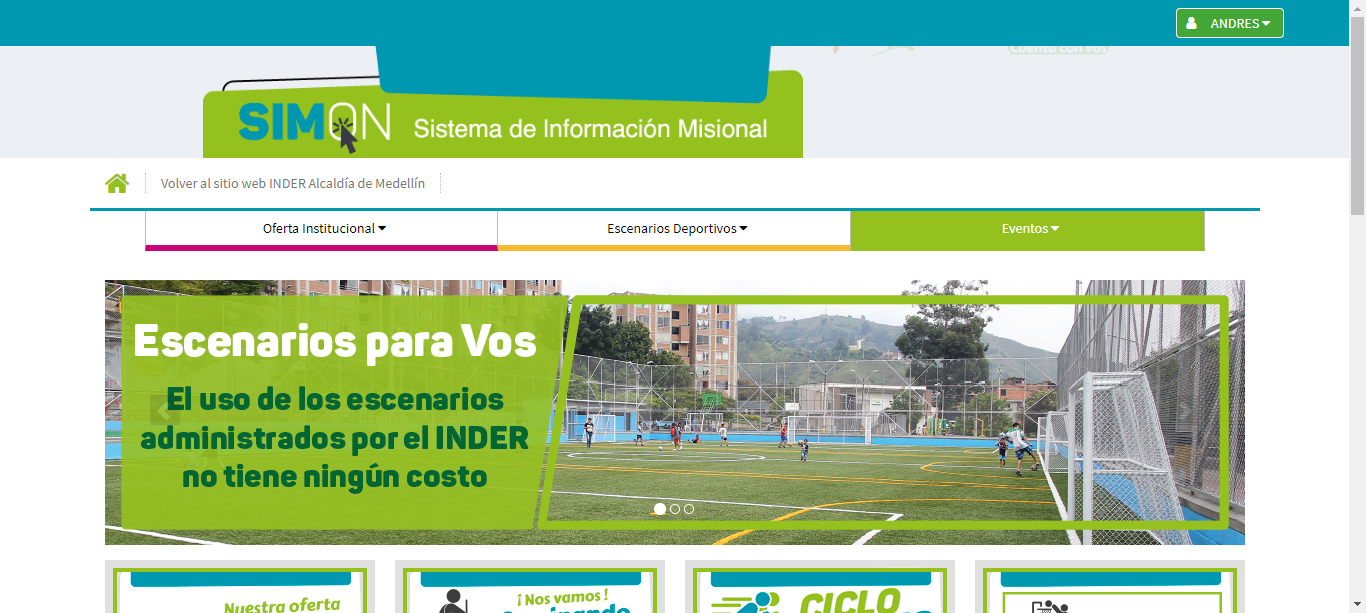 ANDRES
Cuenta con vos
SIMON Sistema de Información Misional
Volver al sitio web INDER Alcaldía de Medellín
Oferta Institucional
Escenarios Deportivos
Eventos
Escenarios para Vos
El uso de los escenarios
administrados por el INDER
no tiene ningún costo
Nuestra oferta
¡Nos vamos!
CICLO